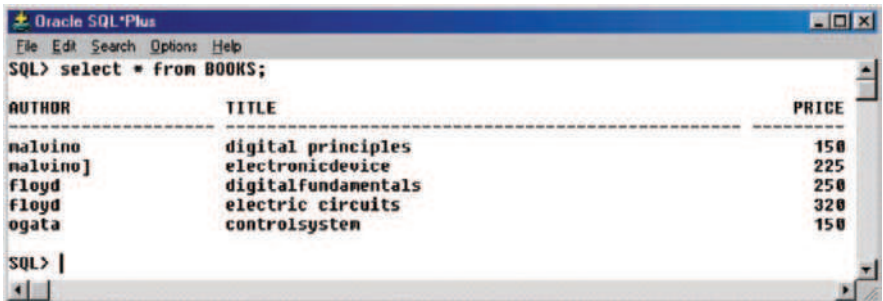 Oracle SQL*Plus
File Edit Search Options Help
SQL> select * from BOOKS;
AUTHOR TITLE PRICE
-------------------- -------------------------------------------------- ---------
malvino digital principles 150
malvino] electronicdevice 225
floyd digitalfundamentals 250
floyd electric circuits 320
ogata controlsystem 150
SQL>